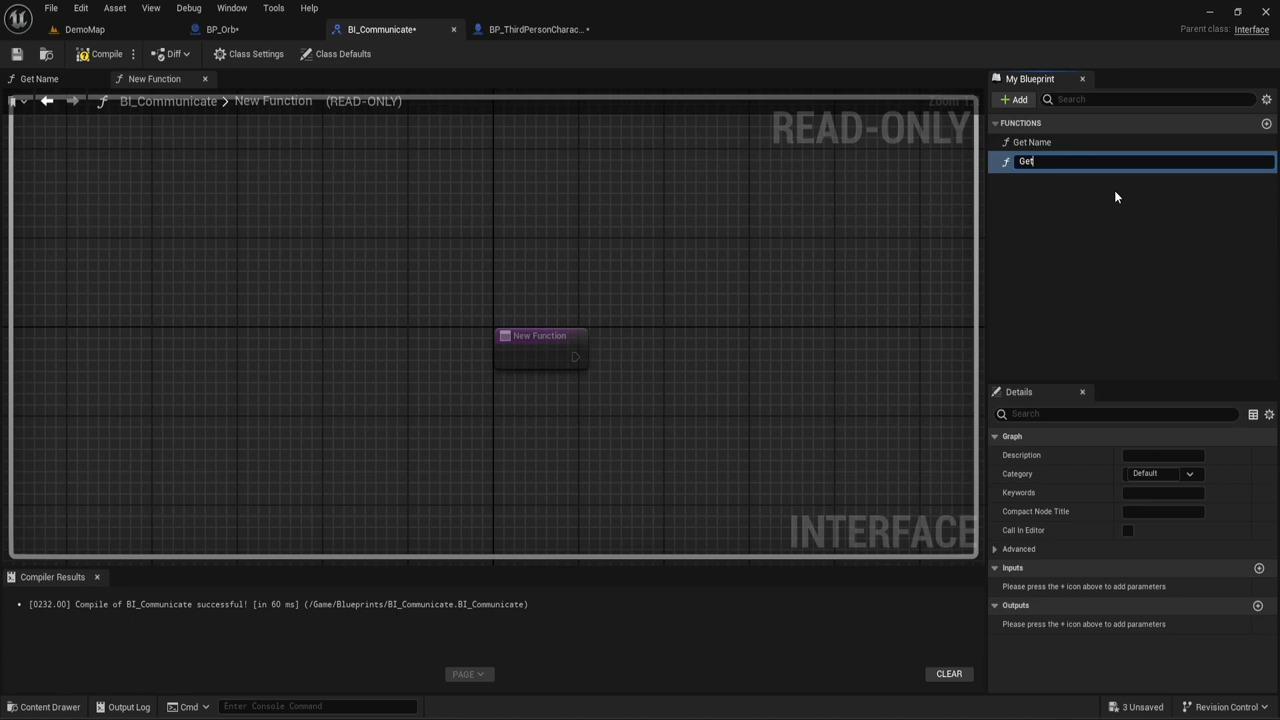 File Edit Asset View Debug Window Tools Help
DemoMap BP_Orb* BI_Communicate* BP_ThirdPersonCharac...* Parent class: Interface
Compile Diff Class Settings Class Defaults
Get Name New Function My Blueprint
BI_Communicate > New Function (READ-ONLY)
+ Add Search
READ-ONLY
FUNCTIONS
Get Name
Get
New Function
INTERFACE
Details
Search
Graph
Description
Category Default
Keywords
Compact Node Title
Call In Editor
Advanced
Inputs
Please press the + icon above to add parameters
Outputs
Please press the + icon above to add parameters
Compiler Results
[0232.00] Compile of BI_Communicate successful! [in 60 ms] (/Game/Blueprints/BI_Communicate.BI_Communicate)
PAGE CLEAR
Content Drawer Output Log Cmd Enter Console Command 3 Unsaved Revision Control